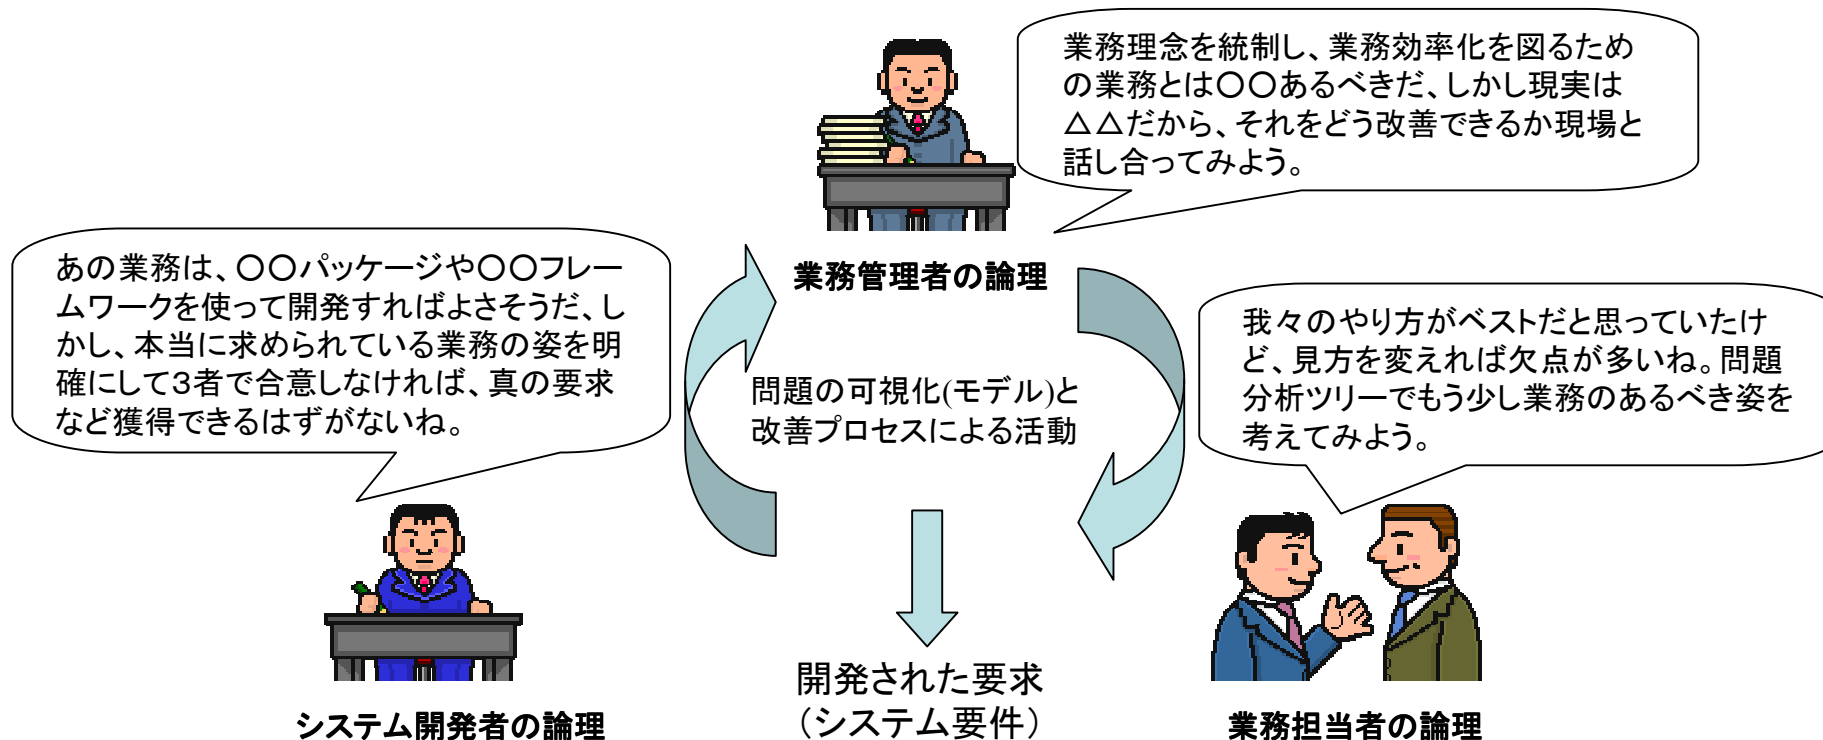 業務理念を統制し、業務効率化を図るため
の業務とは〇〇あるべきだ、しかし現実は
△△だから、それをどう改善できるか現場と
話し合ってみよう。
業務管理者の論理
あの業務は、〇〇パッケージや〇〇フレー
ムワークを使って開発すればよさそうだ、し
かし、本当に求められている業務の姿を明
確にして3者で合意しなければ、真の要求
など獲得できるはずがないね。
我々のやり方がベストだと思っていたけ
ど、見方を変えれば欠点が多いね。問題
分析ツリーでもう少し業務のあるべき姿を
考えてみよう。
問題の可視化(モデル)と
改善プロセスによる活動
開発された要求
（システム要件）
システム開発者の論理
業務担当者の論理